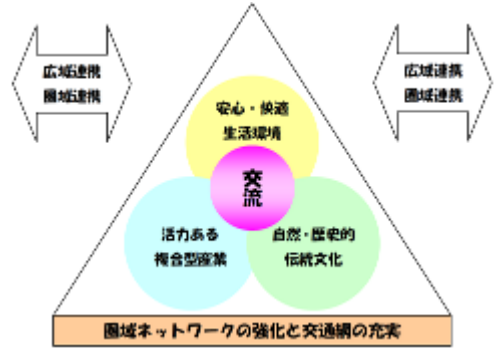 広域連携
圏域連携
広域連携
圏域連携
安心・快適
生活環境
交
流
活力ある
複合型産業
自然・歴史的
伝統文化
圏域ネットワークの強化と交通網の充実